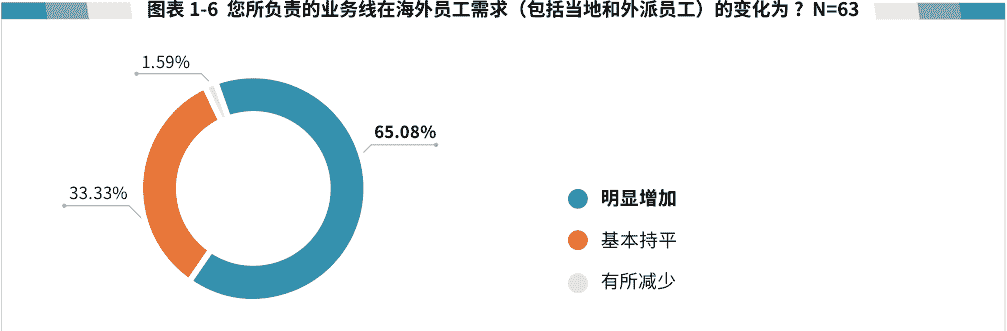 图表 1-6 您所负责的业务线在海外员工需求（包括当地和外派员工）的变化为？ N=63
1.59%
65.08%
33.33%
明显增加
基本持平
有所减少